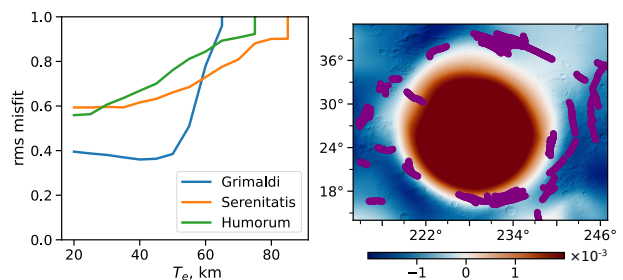 1.0
0.8
0.6
0.4
0.2
0.0
rms misfit
20 40 60 80 100
T_e, km
Grimaldi
Serenitatis
Humorum
36°
30°
24°
18°
222° 234° 246°
−1 0 1 ×10⁻³